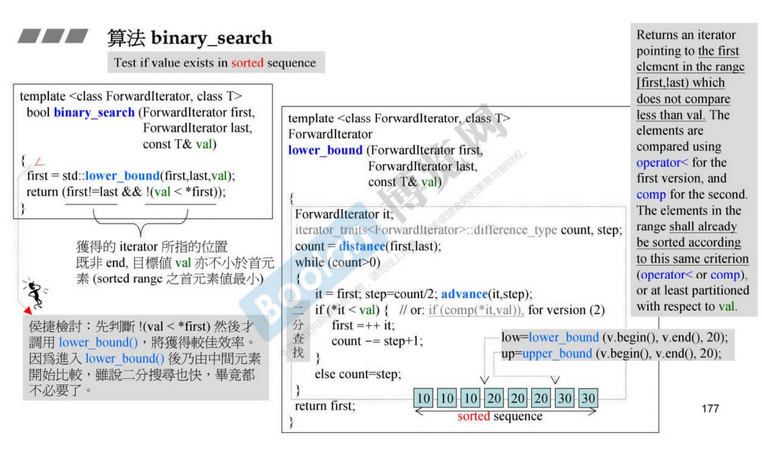 算法 binary_search
Test if value exists in sorted sequence
template <class ForwardIterator, class T>
bool binary_search (ForwardIterator first,
ForwardIterator last,
const T& val)
{
first = std::lower_bound(first,last,val);
return (first!=last && !(val < *first));
}
獲得的 iterator 所指的位置
既非 end, 目標值 val 亦不小於首元
素 (sorted range 之首元素值最小)
侯捷檢討：先判斷 !(val < *first) 然後才
調用 lower_bound()，將獲得較佳效率。
因爲進入 lower_bound() 後乃由中間元素
開始比較，雖說二分搜尋也快，畢竟都
不必要了。
template <class ForwardIterator, class T>
ForwardIterator
lower_bound (ForwardIterator first,
ForwardIterator last,
const T& val)
{
ForwardIterator it;
iterator_traits<ForwardIterator>::difference_type count, step;
count = distance(first,last);
while (count>0)
{
it = first; step=count/2; advance(it,step);
if (*it < val) { // or: if (comp(*it,val)), for version (2)
first =++ it;
count -= step+1;
}
else count=step;
}
return first;
}
二
分
查
找
low=lower_bound (v.begin(), v.end(), 20);
up=upper_bound (v.begin(), v.end(), 20);
10 10 10 20 20 20 30 30
sorted sequence
Returns an iterator
pointing to the first
element in the range
[first,last) which
does not compare
less than val. The
elements are
compared using
operator< for the
first version, and
comp for the second.
The elements in the
range shall already
be sorted according
to this same criterion
(operator< or comp),
or at least partitioned
with respect to val.
177
Boolan 博览网